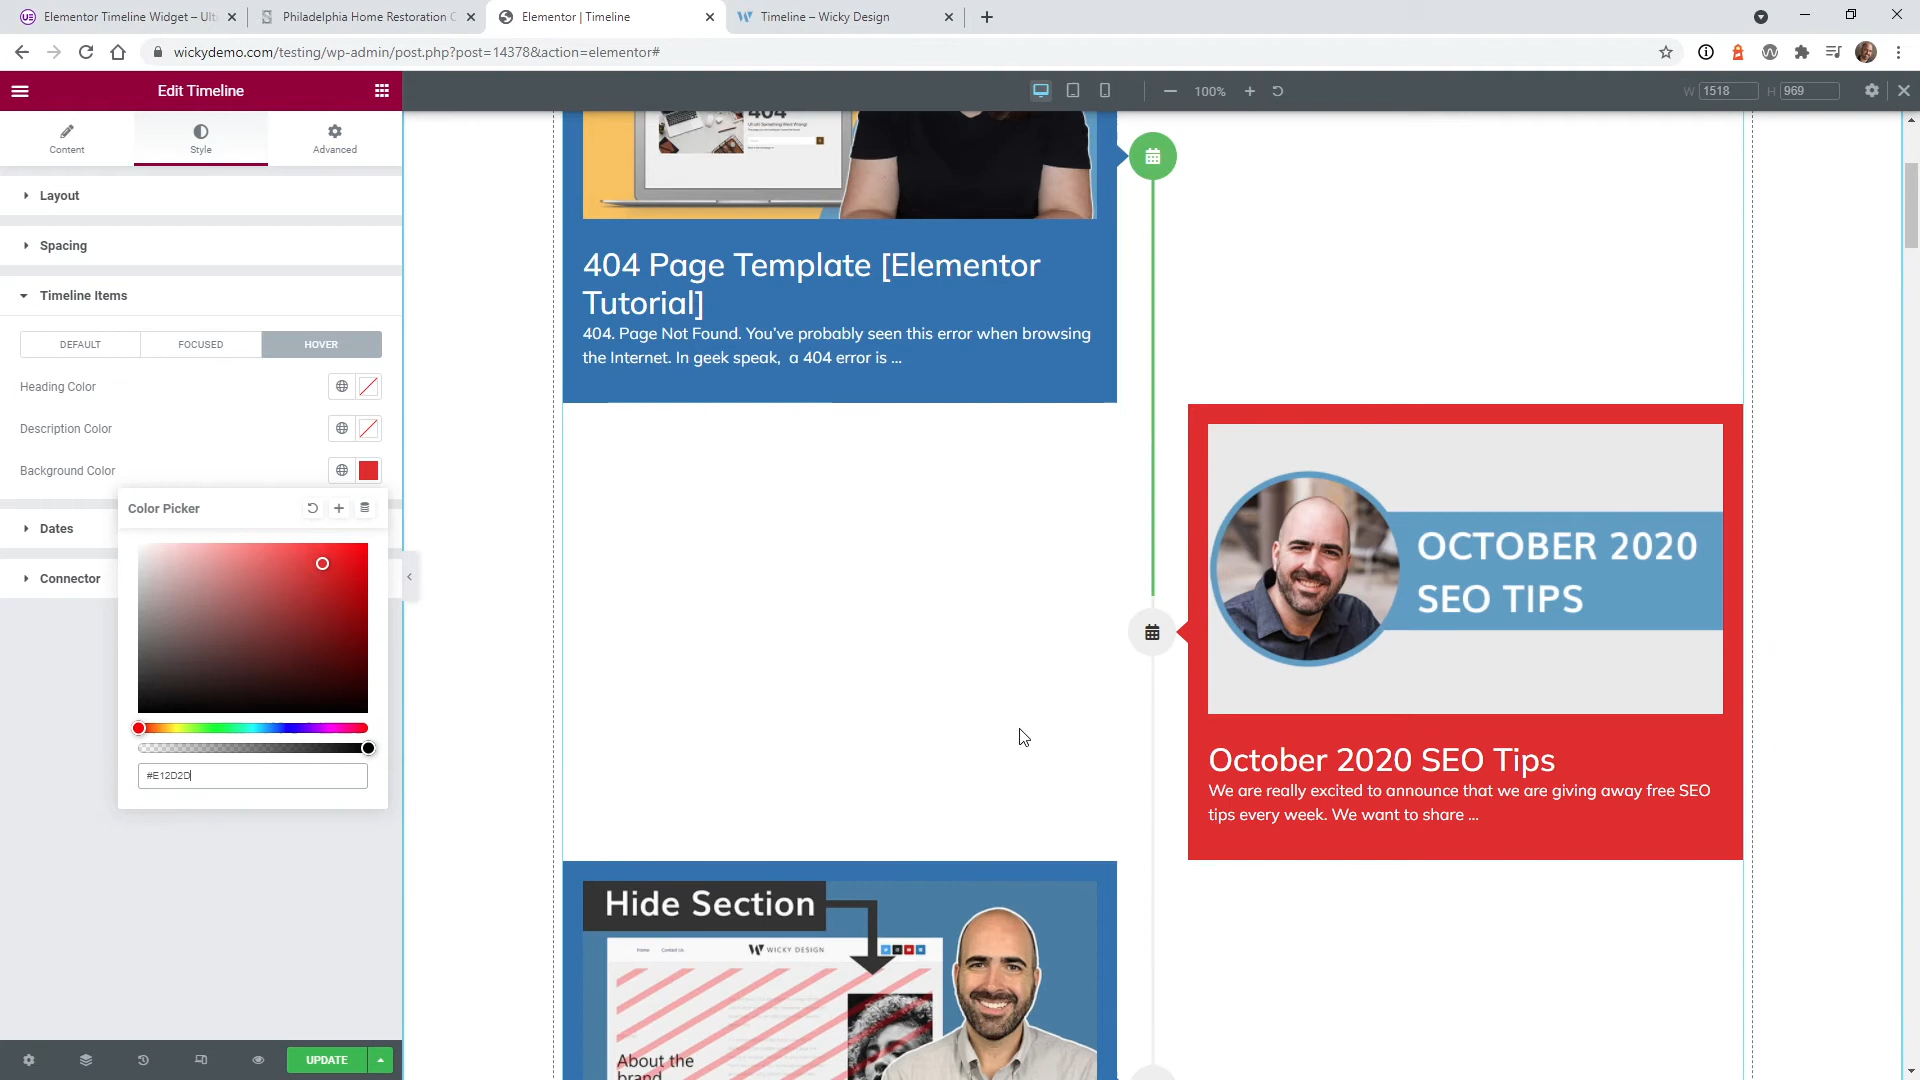 Elementor Timeline Widget – Ulti
Philadelphia Home Restoration C
Elementor | Timeline
Timeline – Wicky Design
wickydemo.com/testing/wp-admin/post.php?post=14378&action=elementor#
Edit Timeline
100%
W 1518
H 969
Content
Style
Advanced
Layout
Spacing
Timeline Items
DEFAULT
FOCUSED
HOVER
Heading Color
Description Color
Background Color
Color Picker
#E12D2D
Dates
Connector
UPDATE
404
404 Page Template [Elementor
Tutorial]
404. Page Not Found. You’ve probably seen this error when browsing
the Internet. In geek speak,  a 404 error is ...
OCTOBER 2020
SEO TIPS
October 2020 SEO Tips
We are really excited to announce that we are giving away free SEO
tips every week. We want to share ...
Hide Section
Home
Contact Us
WICKY DESIGN
About the
brand